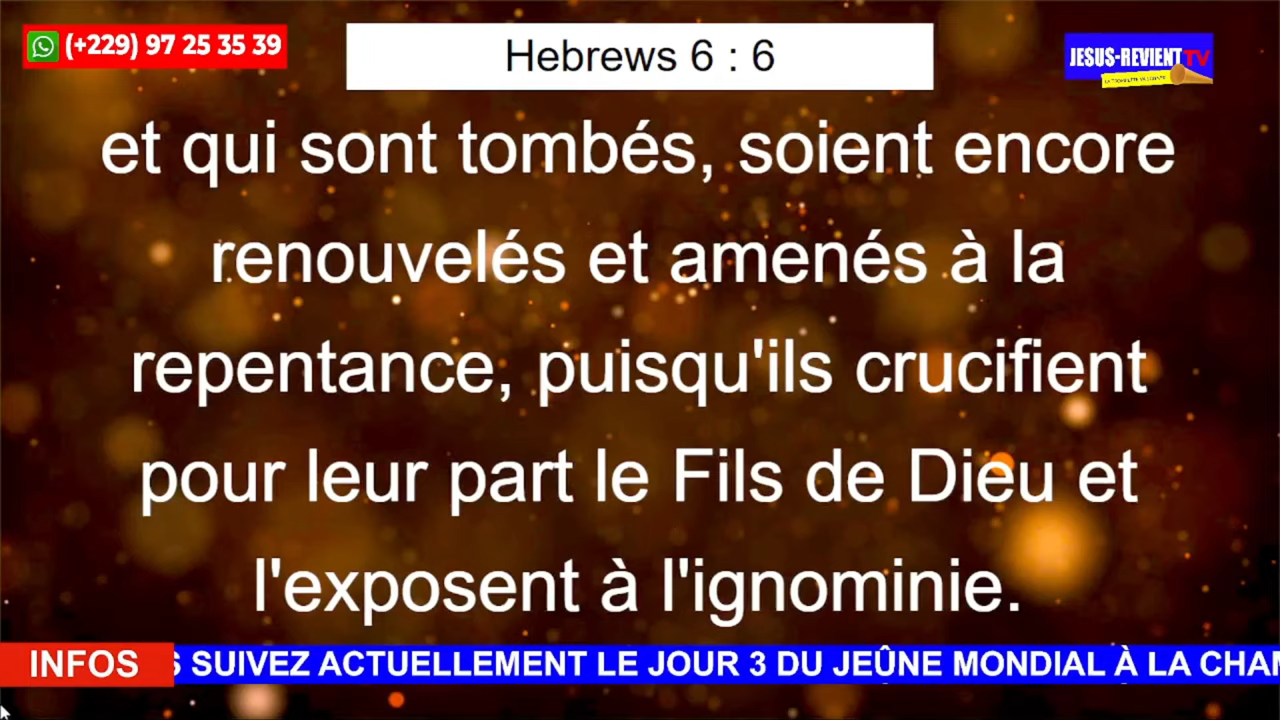 (+229) 97 25 35 39
Hebrews 6 : 6
JESUS-REVIENT TV
et qui sont tombés, soient encore
renouvelés et amenés à la
repentance, puisqu'ils crucifient
pour leur part le Fils de Dieu et
l'exposent à l'ignominie.
INFOS
S SUIVEZ ACTUELLEMENT LE JOUR 3 DU JEÛNE MONDIAL À LA CHAN